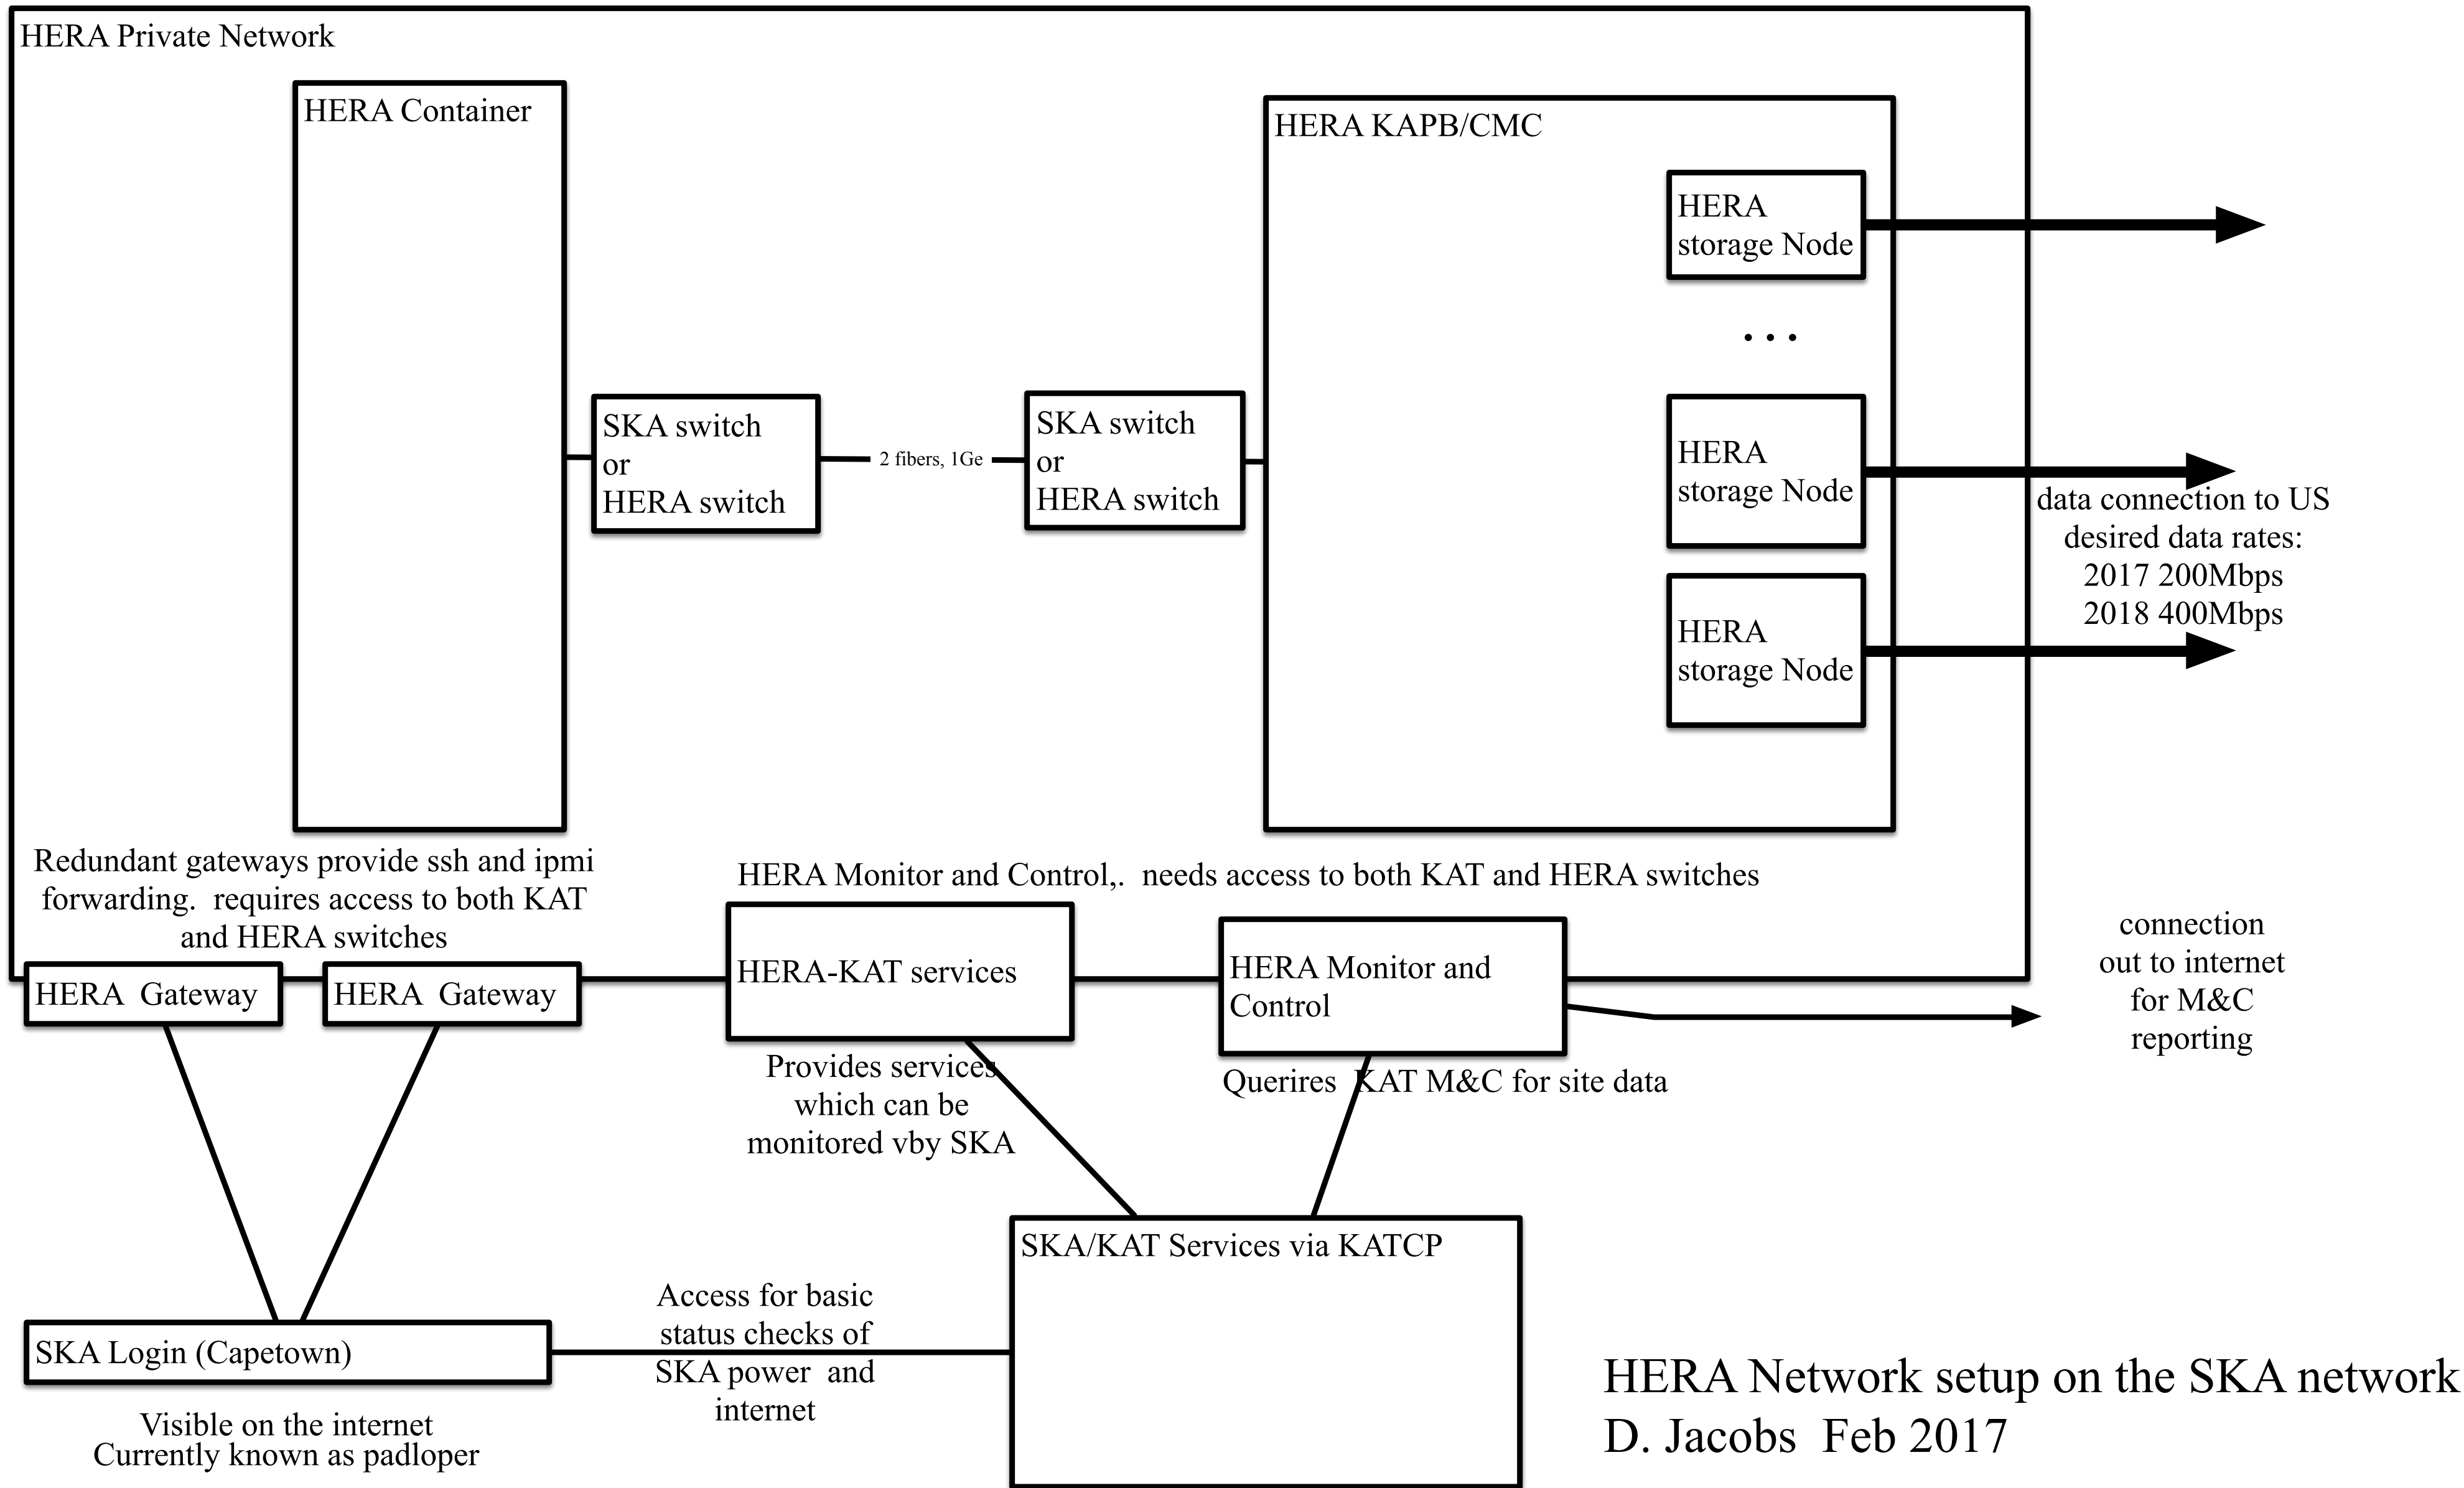 HERA Private Network
HERA Container
HERA KAPB/CMC
HERA
storage Node
. . .
SKA switch
or
HERA switch
2 fibers, 1Ge
SKA switch
or
HERA switch
HERA
storage Node
HERA
storage Node
data connection to US
desired data rates:
2017 200Mbps
2018 400Mbps
Redundant gateways provide ssh and ipmi
forwarding.  requires access to both KAT
and HERA switches
HERA Monitor and Control,.  needs access to both KAT and HERA switches
HERA  Gateway
HERA  Gateway
HERA-KAT services
HERA Monitor and
Control
connection
out to internet
for M&C
reporting
Provides services
which can be
monitored vby SKA
Querires  KAT M&C for site data
SKA/KAT Services via KATCP
Access for basic
status checks of
SKA power  and
internet
SKA Login (Capetown)
Visible on the internet
Currently known as padloper
HERA Network setup on the SKA network
D. Jacobs  Feb 2017